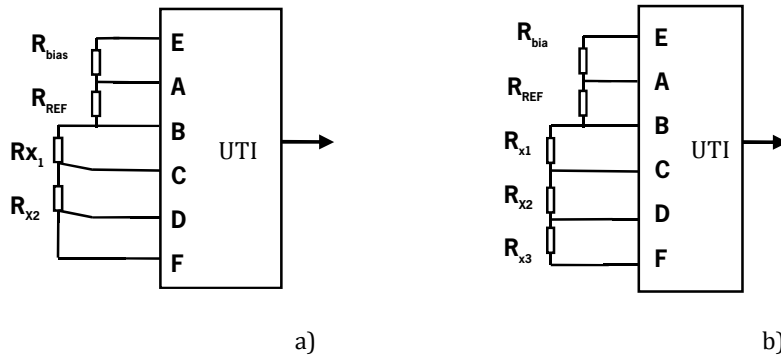 R_bias
R_REF
Rx_1
R_X2
E
A
B
C
D
F
UTI
a)
R_bia
R_REF
R_x1
R_X2
R_x3
E
A
B
C
D
F
UTI
b)